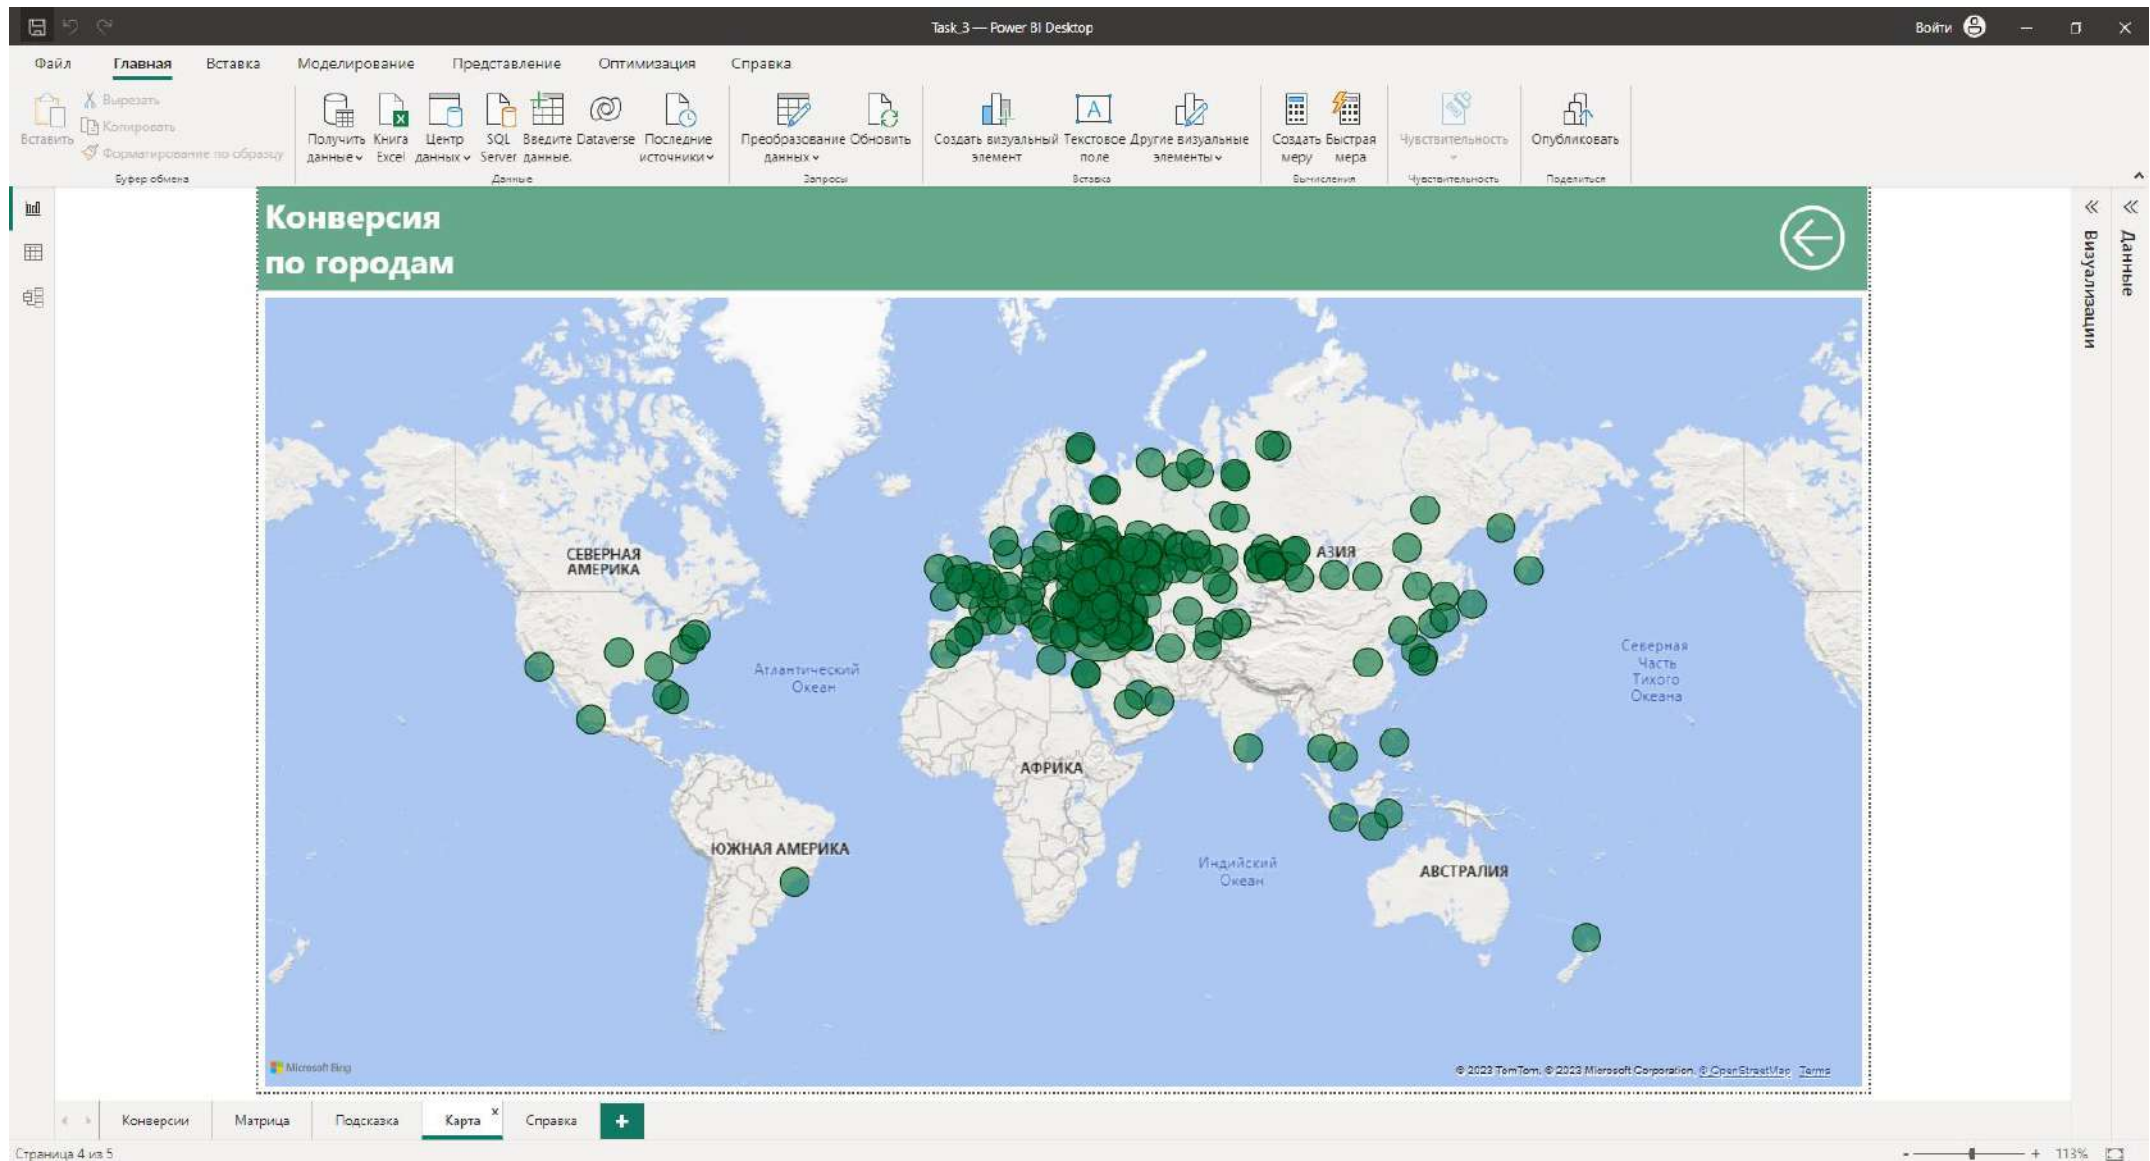 Task_3 — Power BI Desktop
Войти
Файл Главная Вставка Моделирование Представление Оптимизация Справка
Вставить
Вырезать
Копировать
Форматирование по образцу
Буфер обмена
Получить данные
Книга Excel
Центр данных
SQL Server
Введите данные.
Dataverse
Последние источники
Данные
Преобразование данных
Обновить
Запросы
Создать визуальный элемент
Текстовое поле
Другие визуальные элементы
Вставка
Создать меру
Быстрая мера
Вычисления
Чувствительность
Чувствительность
Опубликовать
Поделиться
Конверсия
по городам
Визуализации
Данные
СЕВЕРНАЯ
АМЕРИКА
АЗИЯ
Атлантический
Океан
Северная
Часть
Тихого
Океана
АФРИКА
ЮЖНАЯ АМЕРИКА
Индийский
Океан
АВСТРАЛИЯ
Microsoft Bing
© 2023 TomTom, © 2023 Microsoft Corporation, © OpenStreetMap Terms
Конверсии Матрица Подсказка Карта x Справка +
Страница 4 из 5
- + 113%